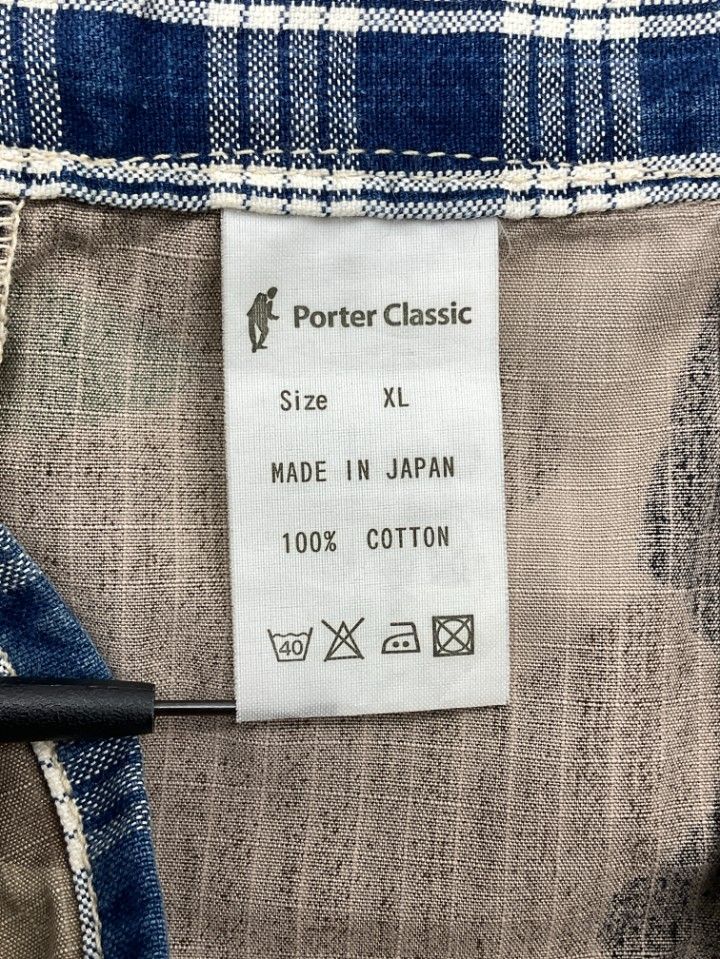 Porter Classic
Size XL
MADE IN JAPAN
100% COTTON
40